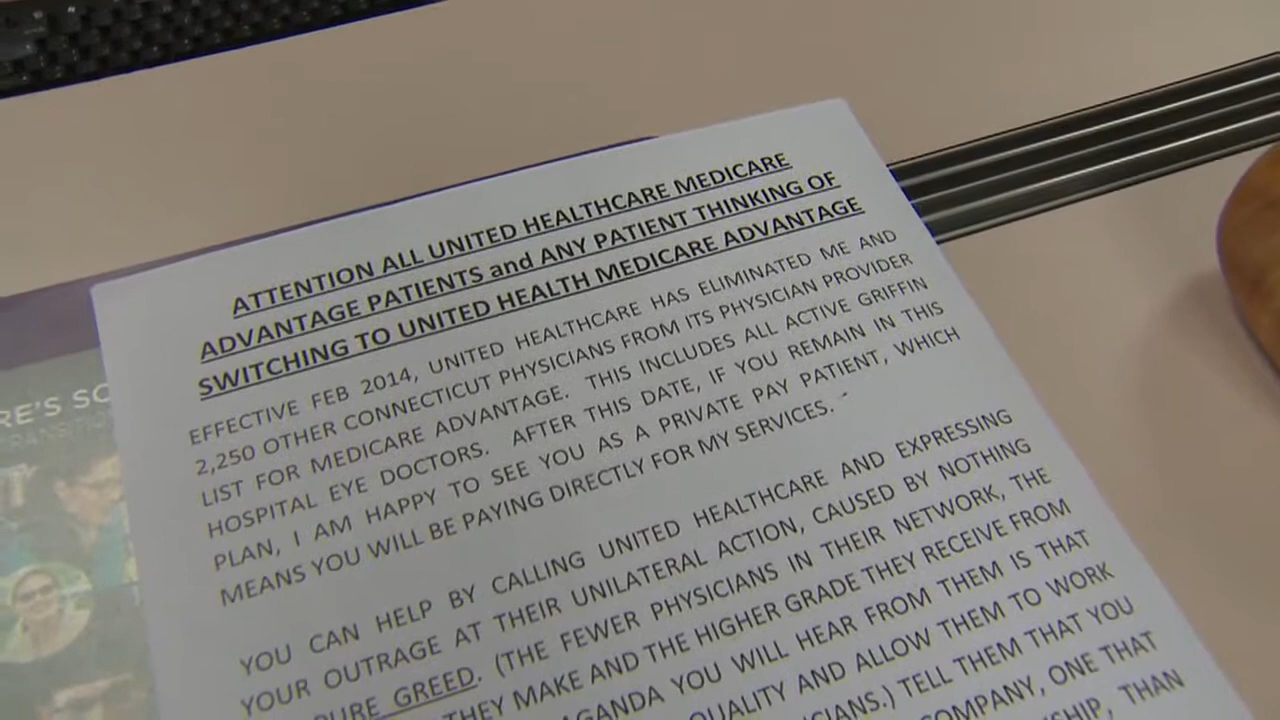 ATTENTION ALL UNITED HEALTHCARE MEDICARE
ADVANTAGE PATIENTS and ANY PATIENT THINKING OF
SWITCHING TO UNITED HEALTH MEDICARE ADVANTAGE
EFFECTIVE FEB 2014, UNITED HEALTHCARE HAS ELIMINATED ME AND
2,250 OTHER CONNECTICUT PHYSICIANS FROM ITS PHYSICIAN PROVIDER
LIST FOR MEDICARE ADVANTAGE. THIS INCLUDES ALL ACTIVE GRIFFIN
HOSPITAL EYE DOCTORS. AFTER THIS DATE, IF YOU REMAIN IN THIS
PLAN, I AM HAPPY TO SEE YOU AS A PRIVATE PAY PATIENT, WHICH
MEANS YOU WILL BE PAYING DIRECTLY FOR MY SERVICES.
YOU CAN HELP BY CALLING UNITED HEALTHCARE AND EXPRESSING
YOUR OUTRAGE AT THEIR UNILATERAL ACTION, CAUSED BY NOTHING
PURE GREED. (THE FEWER PHYSICIANS IN THEIR NETWORK, THE
THEY MAKE AND THE HIGHER GRADE THEY RECEIVE FROM
YOU WILL HEAR FROM THEM IS THAT
QUALITY AND ALLOW THEM TO WORK
TELL THEM THAT YOU
COMPANY, ONE THAT
THAN